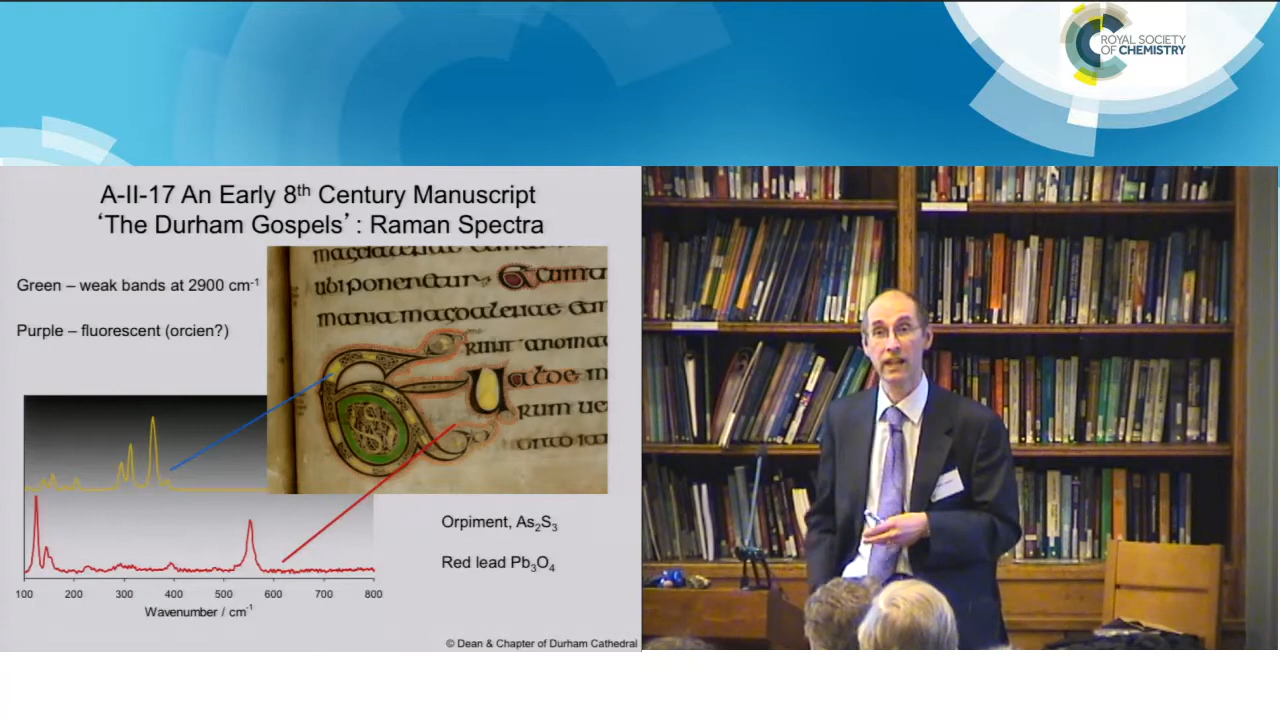 ROYAL SOCIETY
OF CHEMISTRY
A-II-17 An Early 8th Century Manuscript
‘The Durham Gospels’ : Raman Spectra
Green – weak bands at 2900 cm-1
Purple – fluorescent (orcien?)
ubi ponerétur
maria magdalenae
Orpiment, As2S3
Red lead Pb3O4
100 200 300 400 500 600 700 800
Wavenumber / cm-1
© Dean & Chapter of Durham Cathedral